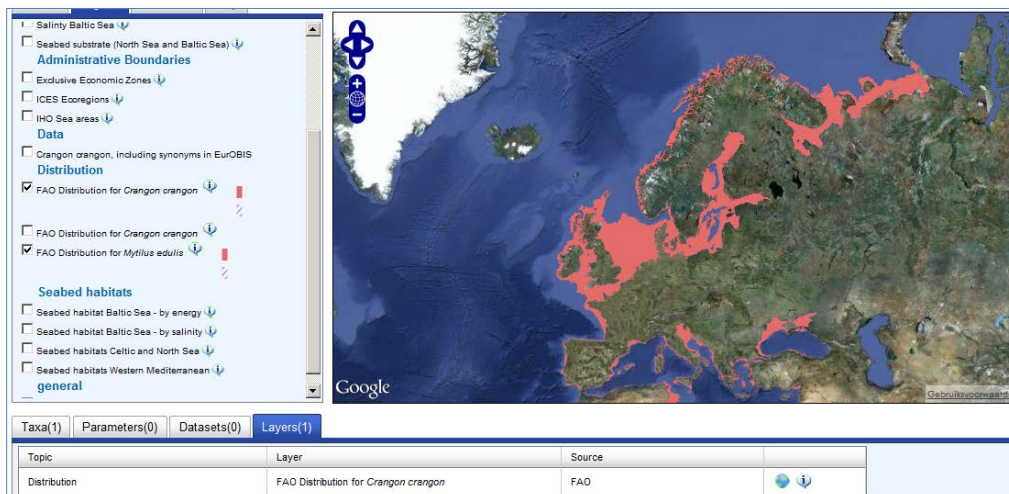 Salinty Baltic Sea
Seabed substrate (North Sea and Baltic Sea)
Administrative Boundaries
Exclusive Economic Zones
ICES Ecoregions
IHO Sea areas
Data
Crangon crangon, including synonyms in EurOBIS
Distribution
FAO Distribution for Crangon crangon
FAO Distribution for Crangon crangon
FAO Distribution for Mytilus edulis
Seabed habitats
Seabed habitat Baltic Sea - by energy
Seabed habitat Baltic Sea - by salinity
Seabed habitats Celtic and North Sea
Seabed habitats Western Mediterranean
general
Google
Gebruiksvoorwaard
Taxa(1) Parameters(0) Datasets(0) Layers(1)
Topic Layer Source
Distribution FAO Distribution for Crangon crangon FAO